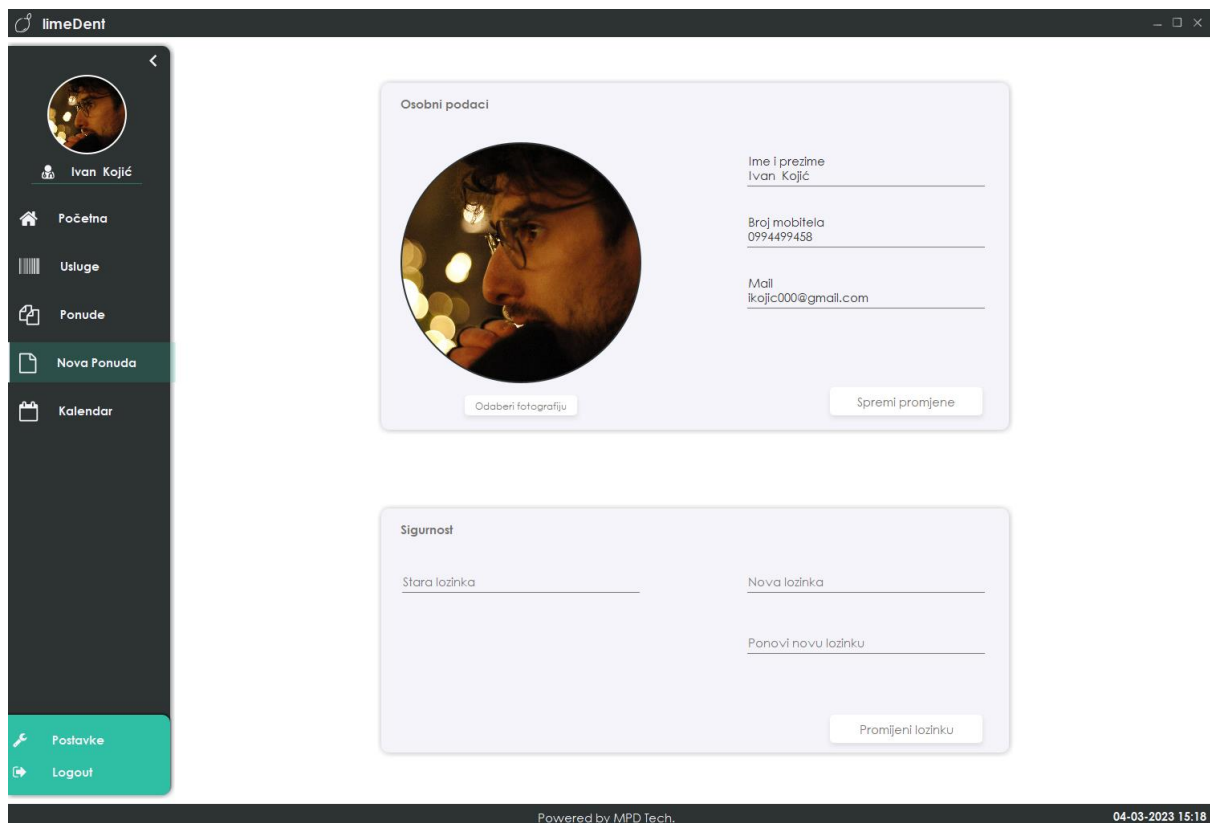 limeDent
Ivan Kojić
Početna
Usluge
Ponude
Nova Ponuda
Kalendar
Postavke
Logout
Osobni podaci
Odaberi fotografiju
Ime i prezime
Ivan Kojić
Broj mobitela
0994499458
Mail
ikojic000@gmail.com
Spremi promjene
Sigurnost
Stara lozinka
Nova lozinka
Ponovi novu lozinku
Promijeni lozinku
Powered by MPD Tech.
04-03-2023 15:18